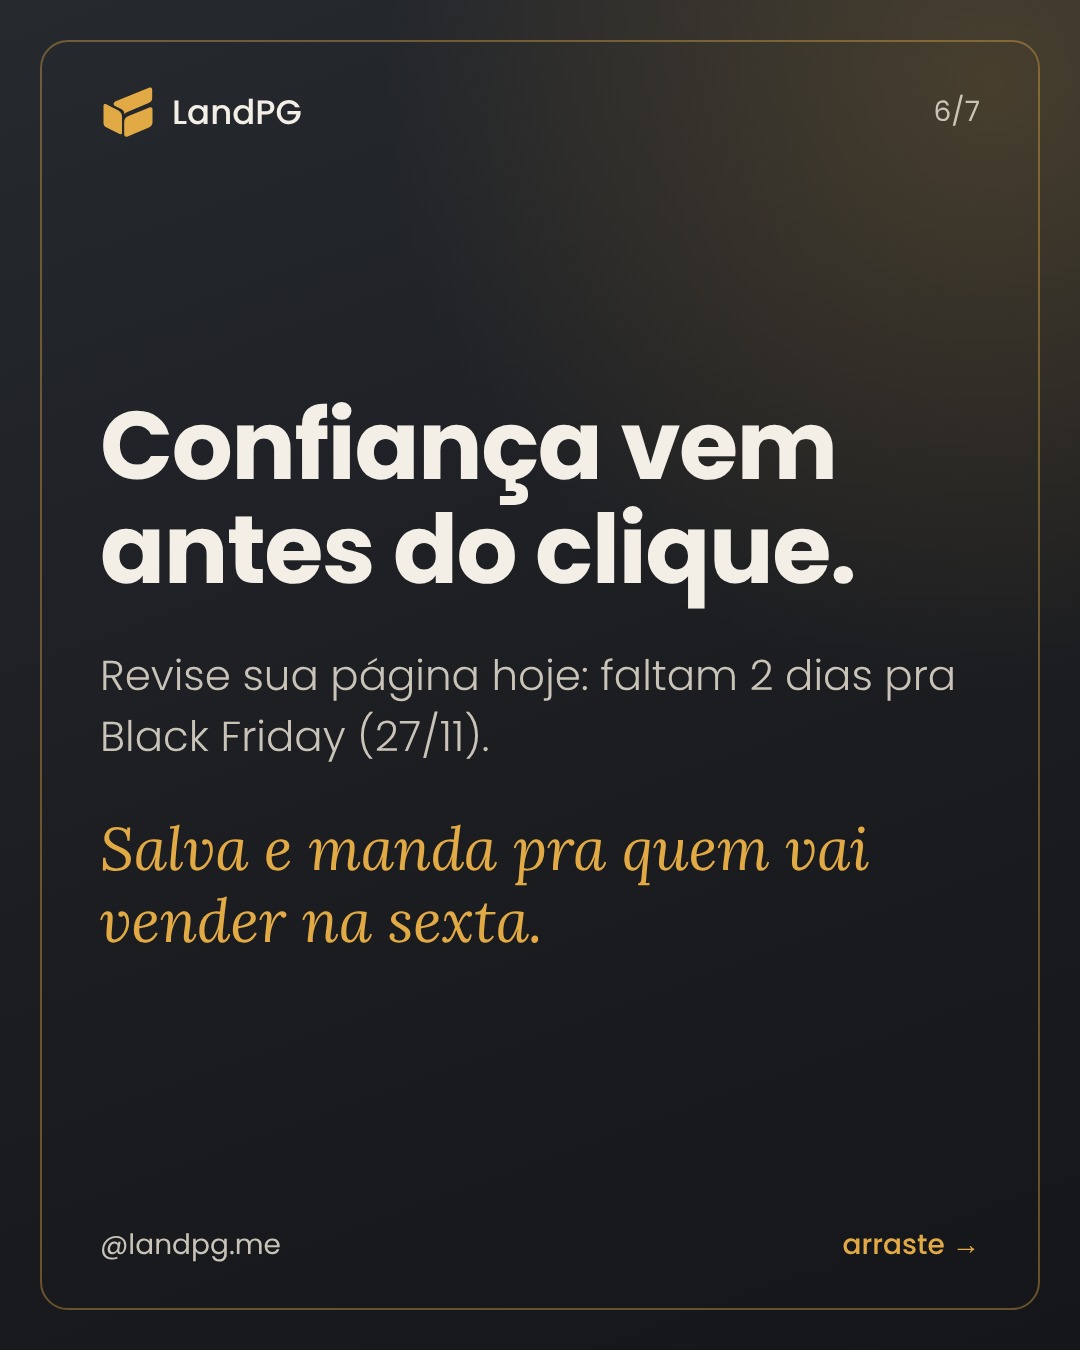 LandPG
6/7
Confiança vem
antes do clique.
Revise sua página hoje: faltam 2 dias pra
Black Friday (27/11).
Salva e manda pra quem vai
vender na sexta.
@landpg.me
arraste →